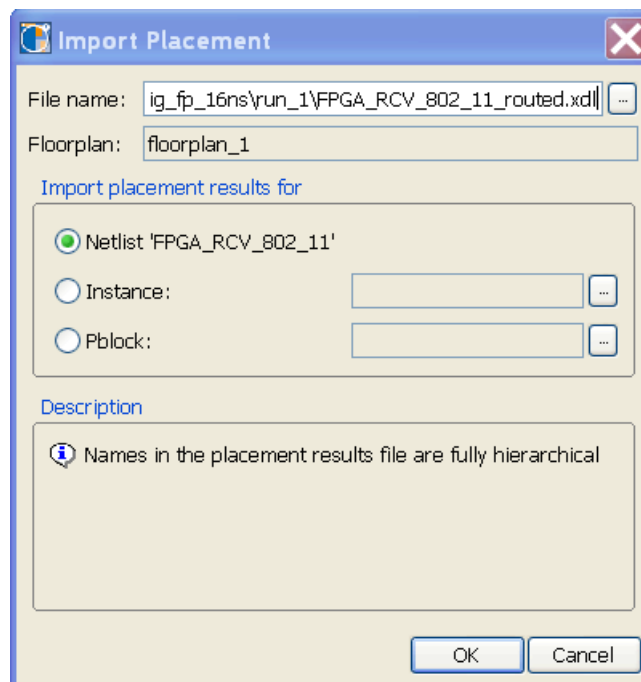 Import Placement
File name: ig_fp_16ns\run_1\FPGA_RCV_802_11_routed.xdl ...
Floorplan: floorplan_1
Import placement results for
Netlist 'FPGA_RCV_802_11'
Instance: ...
Pblock: ...
Description
Names in the placement results file are fully hierarchical
OK Cancel